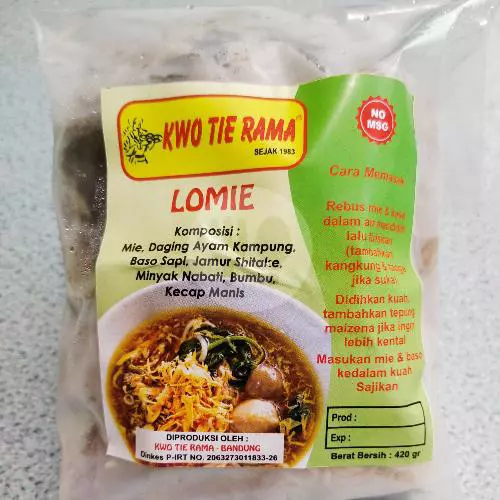 KWO TIE RAMA
SEJAK 1983
LOMIE
Komposisi :
Mie, Daging Ayam Kampung,
Baso Sapi, Jamur Shitake,
Minyak Nabati, Bumbu,
Kecap Manis
DIPRODUKSI OLEH :
KWO TIE RAMA - BANDUNG
Dinkes P-IRT NO. 2063273011833-26
NO
MSG
Cara Memasak
Rebus mie & baso
dalam air mendidih
lalu tiriskan
(tambahkan
kangkung & taoge
jika suka)
Didihkan kuah,
tambahkan tepung
maizena jika ingin
lebih kental
Masukan mie & baso
kedalam kuah
Sajikan
Prod :
Exp :
Berat Bersih : 420 gr